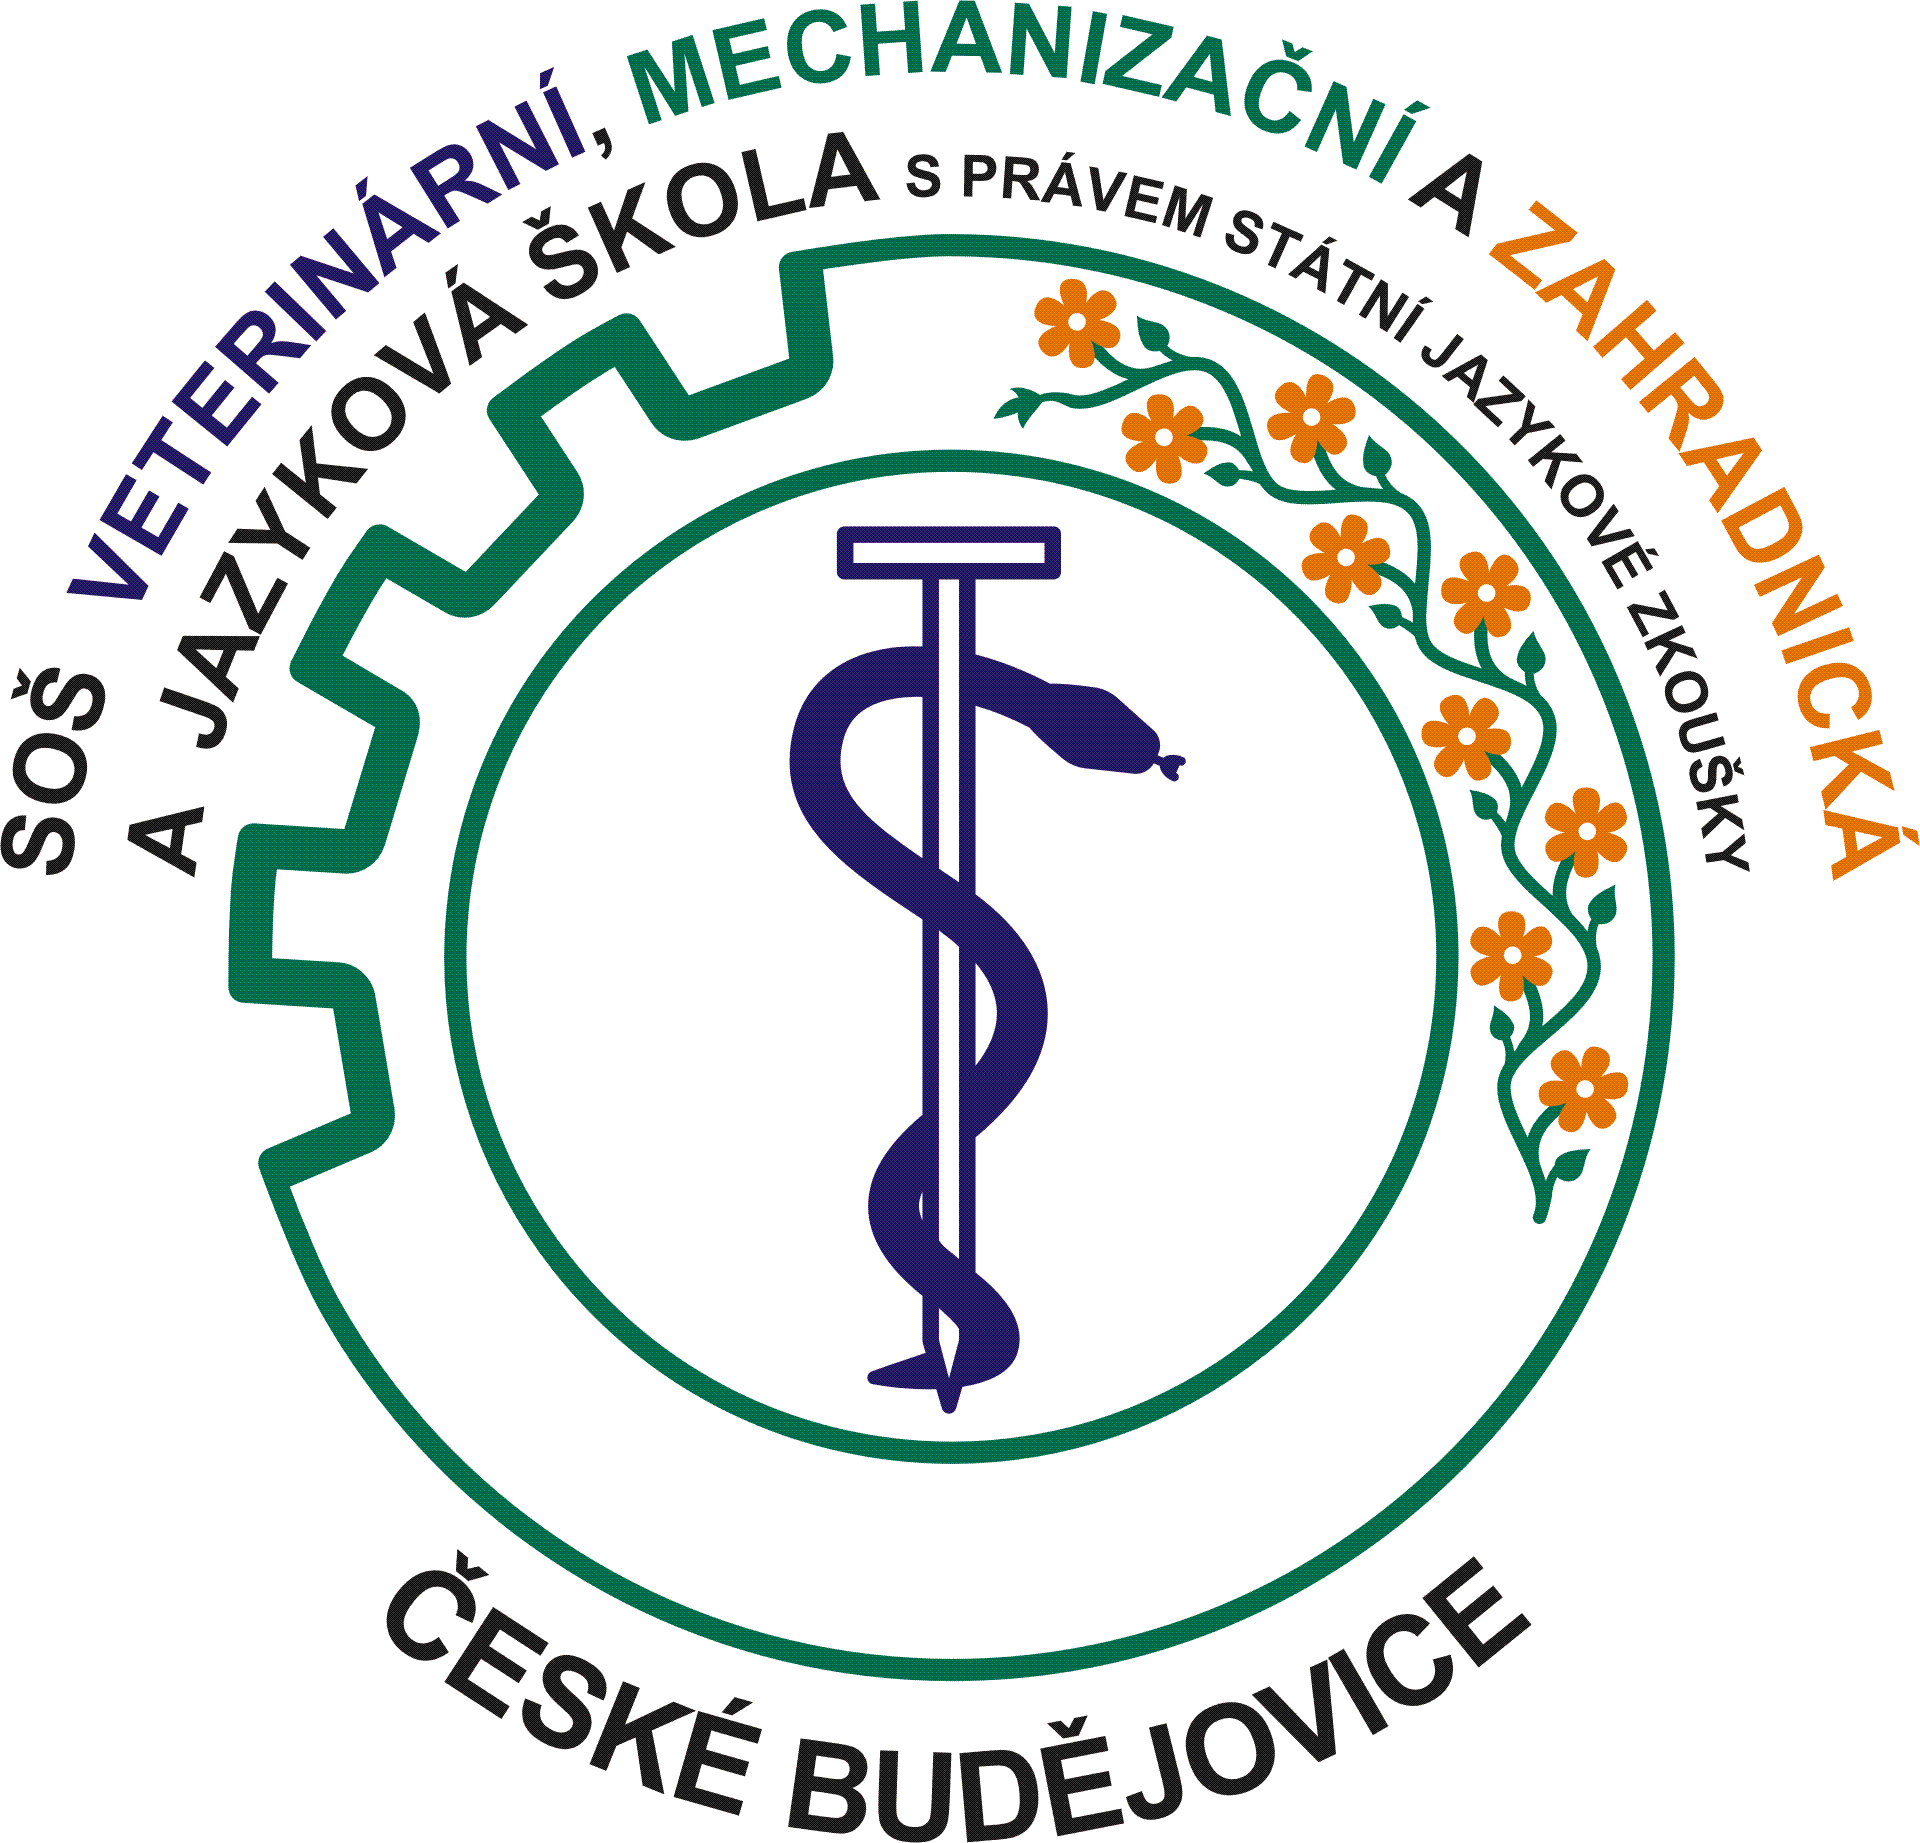 SOŠ VETERINÁRNÍ, MECHANIZAČNÍ A ZAHRADNICKÁ
A JAZYKOVÁ ŠKOLA S PRÁVEM STÁTNÍ JAZYKOVÉ ZKOUŠKY
ČESKÉ BUDĚJOVICE